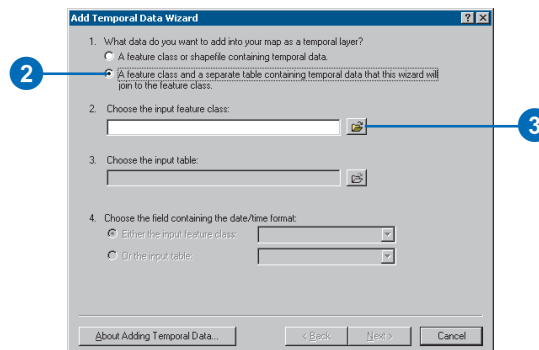 Add Temporal Data Wizard
1. What data do you want to add into your map as a temporal layer?
A feature class or shapefile containing temporal data.
2
A feature class and a separate table containing temporal data that this wizard will
join to the feature class.
2. Choose the input feature class:
3
3. Choose the input table:
4. Choose the field containing the date/time format:
Either the input feature class:
Or the input table:
About Adding Temporal Data...
< Back
Next >
Cancel